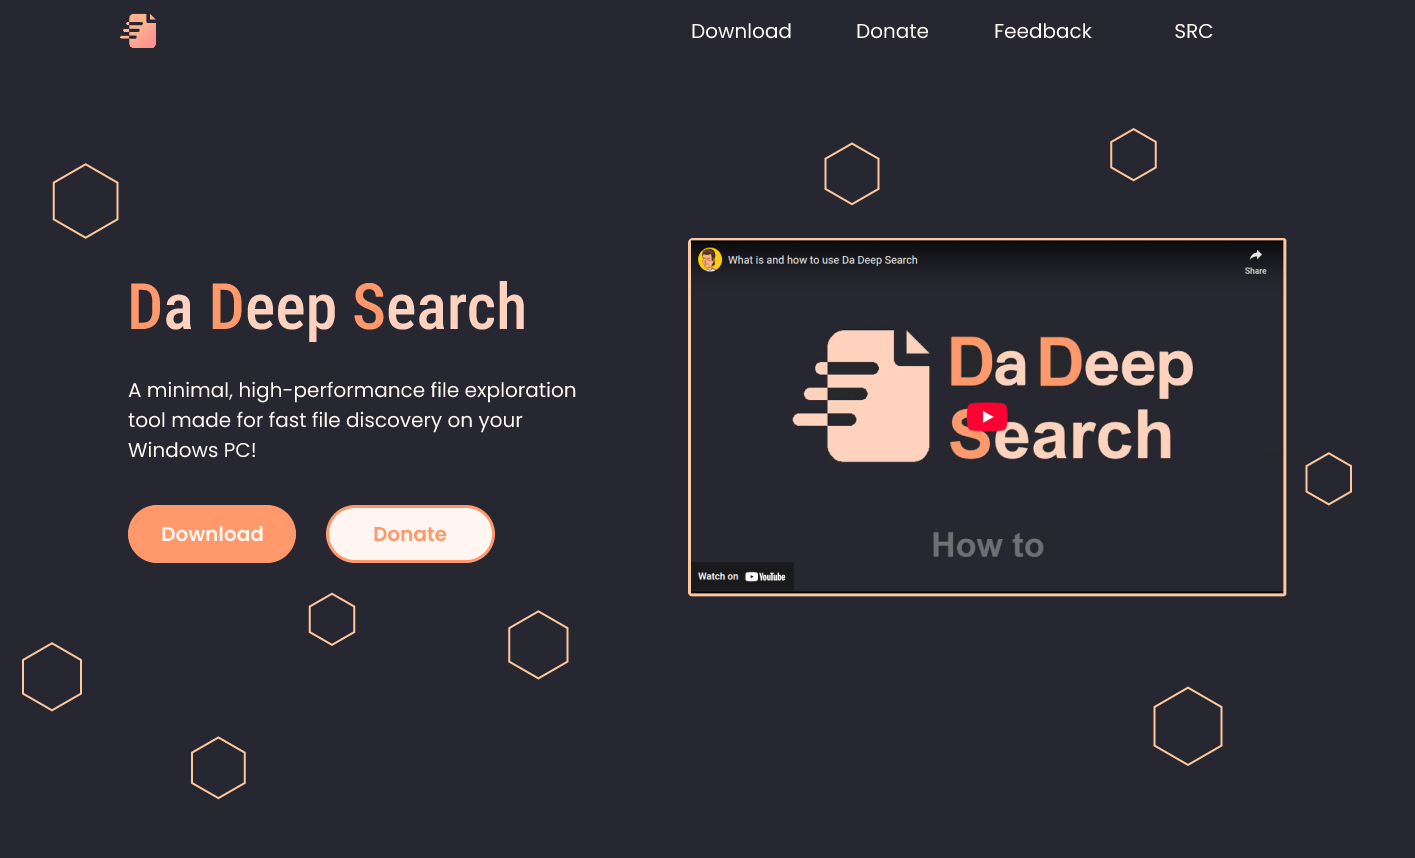 Download Donate Feedback SRC
Da Deep Search
A minimal, high-performance file exploration
tool made for fast file discovery on your
Windows PC!
Download Donate
What is and how to use Da Deep Search
Share
Da Deep
Search
How to
Watch on YouTube